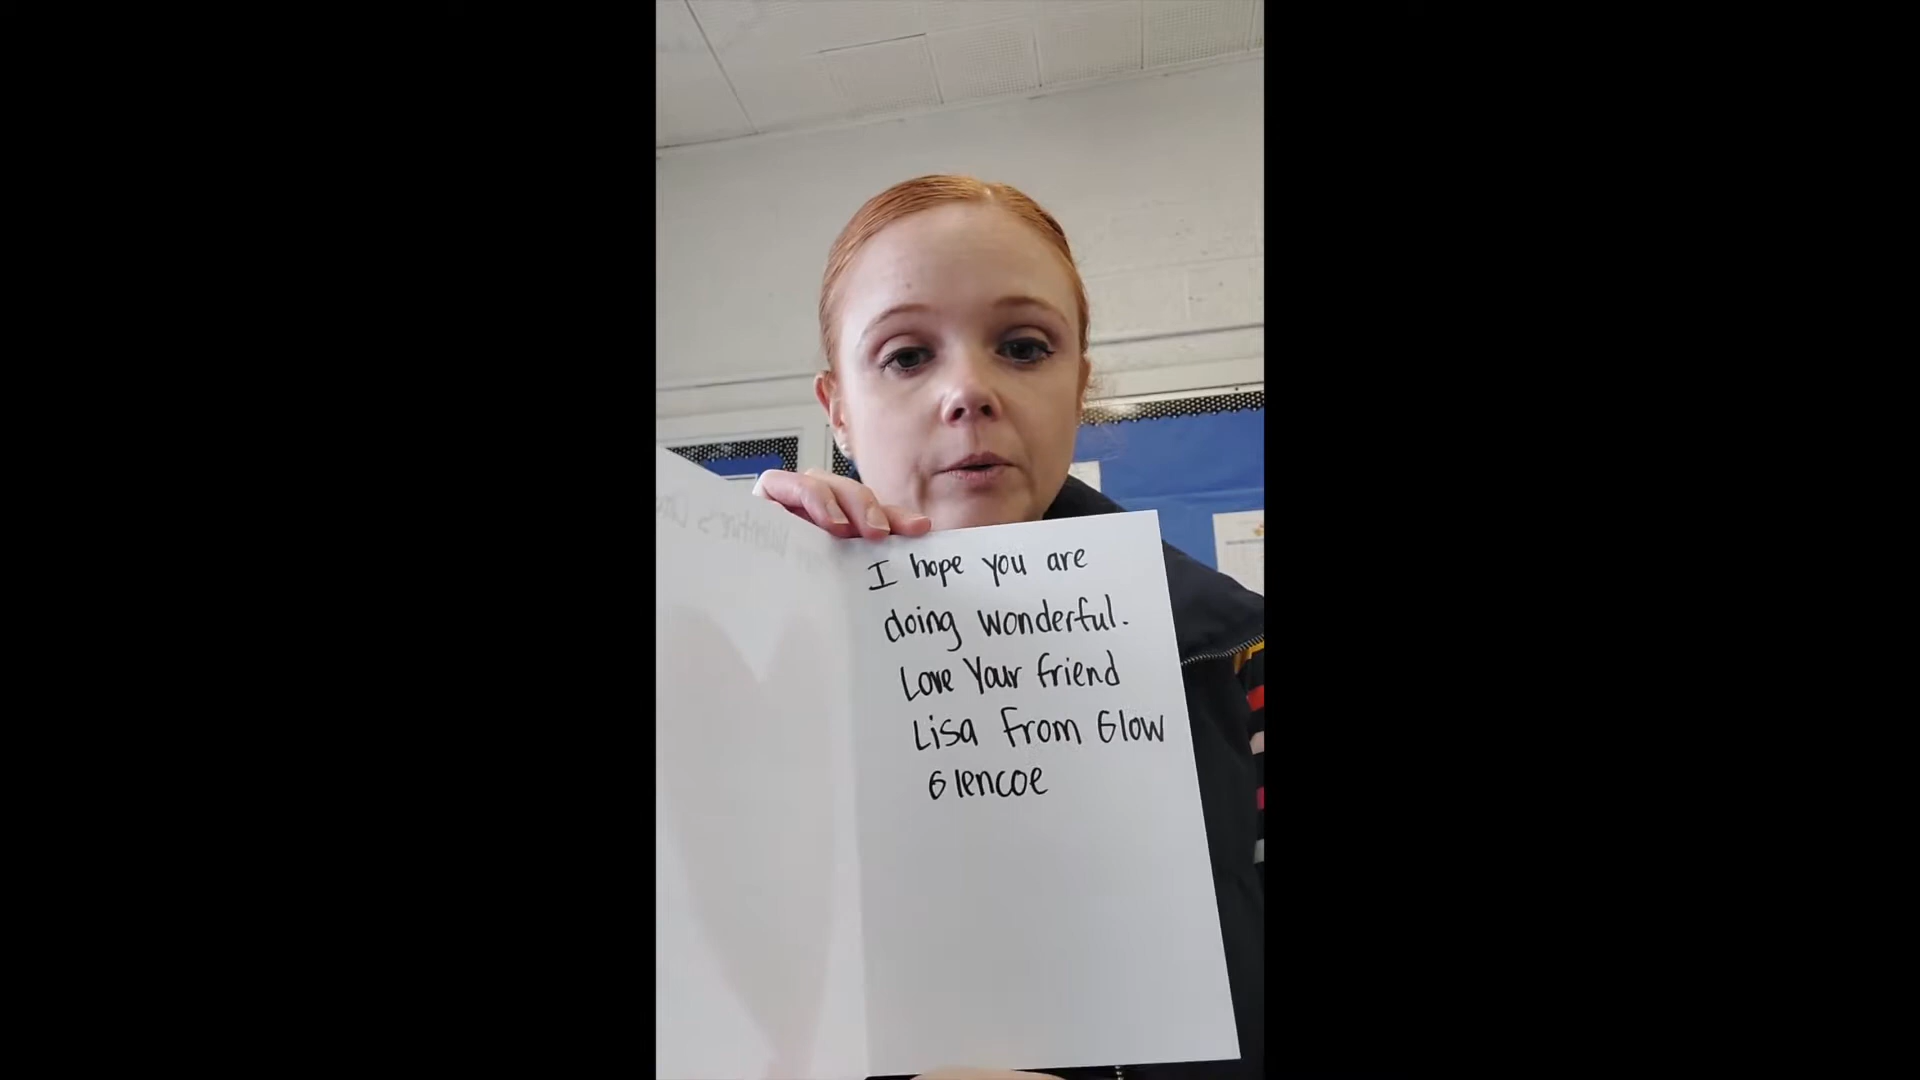 I hope you are
doing wonderful.
Love Your friend
Lisa From Glow
Glencoe